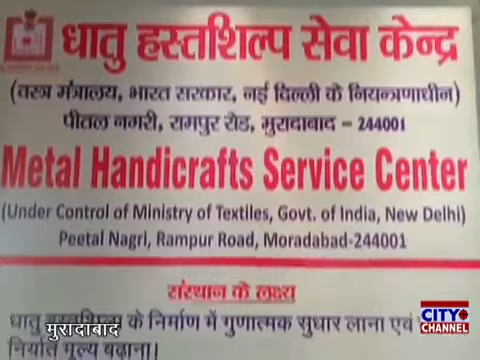 धातु हस्तशिल्प सेवा केन्द्र
(वस्त्र मंत्रालय, भारत सरकार, नई दिल्ली के नियन्त्रणाधीन)
पीतल नगरी, रामपुर रोड, मुरादाबाद - 244001
Metal Handicrafts Service Center
(Under Control of Ministry of Textiles, Govt. of India, New Delhi)
Peetal Nagri, Rampur Road, Moradabad-244001
संस्थान के लक्ष्य
धातु हस्तशिल्प के निर्माण में गुणात्मक सुधार लाना एवं
निर्यात मूल्य बढ़ाना।
मुरादाबाद
CITY
CHANNEL